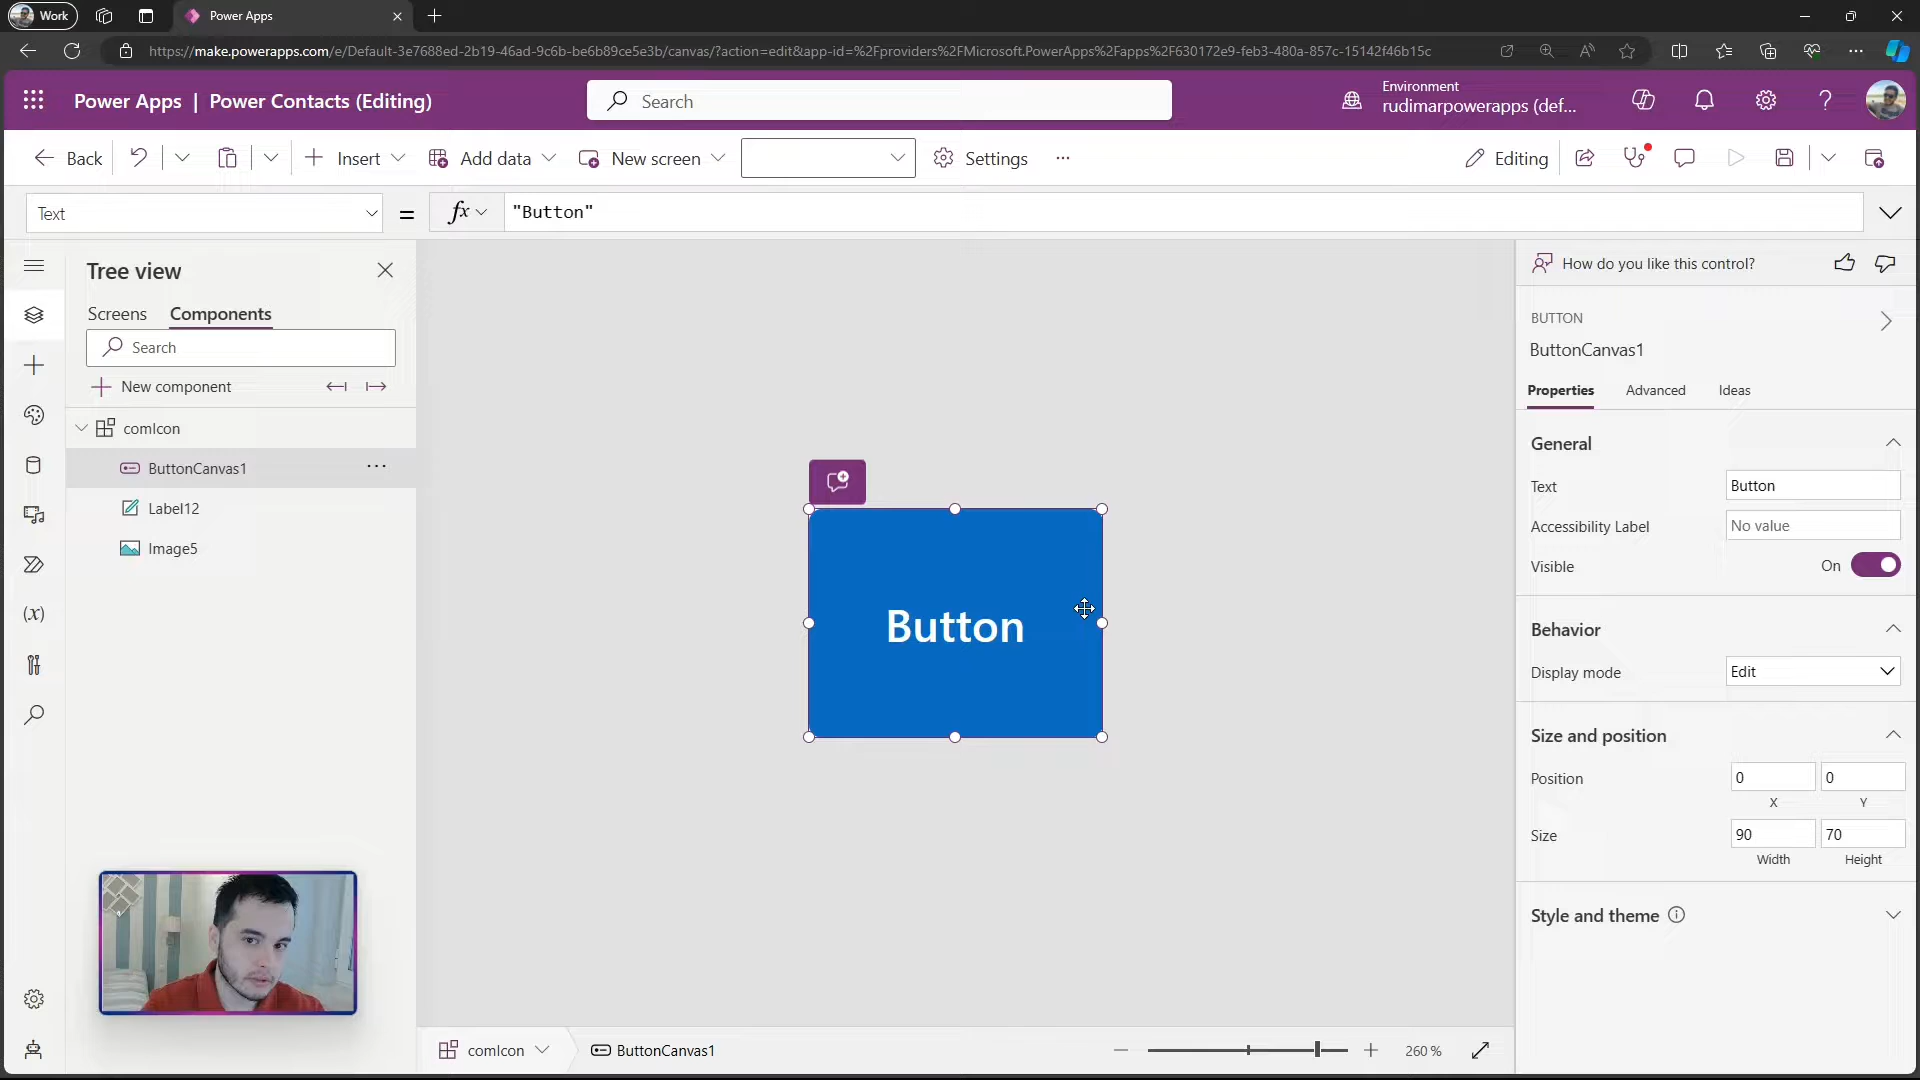 Work
Power Apps
https://make.powerapps.com/e/Default-3e7688ed-2b19-46ad-9c6b-be6b89ce5e3b/canvas/?action=edit&app-id=%2Fproviders%2FMicrosoft.PowerApps%2Fapps%2F630172e9-feb3-480a-857c-15142f46b15c
Power Apps | Power Contacts (Editing)
Search
Environment
rudimarpowerapps (def...
Back
Insert
Add data
New screen
Settings
Editing
Text
=
fx
"Button"
Tree view
Screens
Components
Search
New component
comIcon
ButtonCanvas1
Label12
Image5
Button
How do you like this control?
BUTTON
ButtonCanvas1
Properties
Advanced
Ideas
General
Text
Button
Accessibility Label
No value
Visible
On
Behavior
Display mode
Edit
Size and position
Position
0
0
X
Y
Size
90
70
Width
Height
Style and theme
comIcon
ButtonCanvas1
260 %